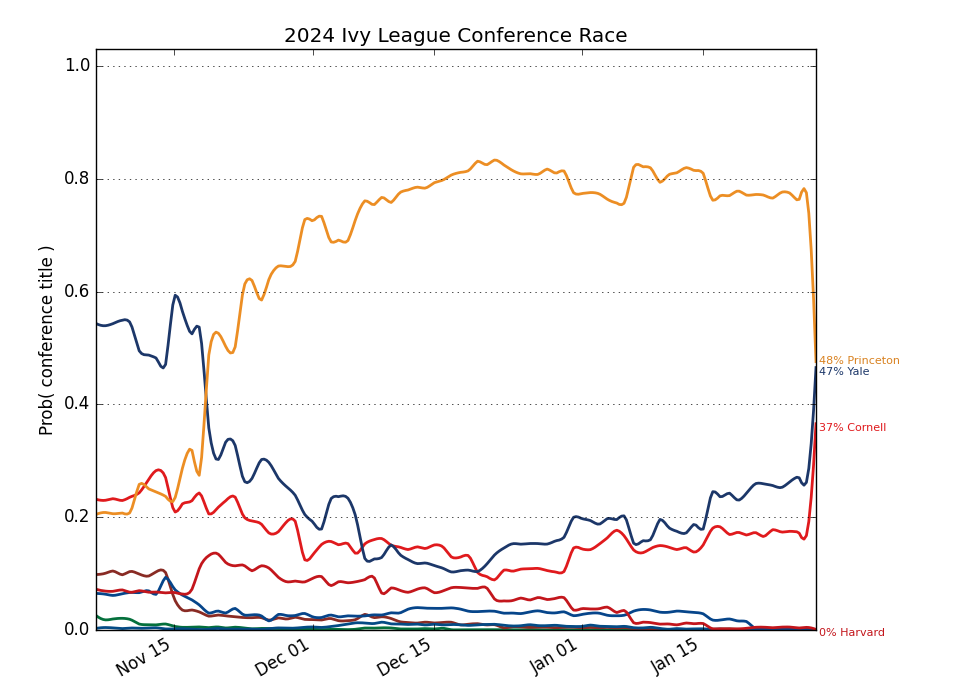 2024 Ivy League Conference Race
1.0
0.8
0.6
0.4
0.2
0.0
Prob( conference title )
48% Princeton
47% Yale
37% Cornell
0% Harvard
Nov 15
Dec 01
Dec 15
Jan 01
Jan 15